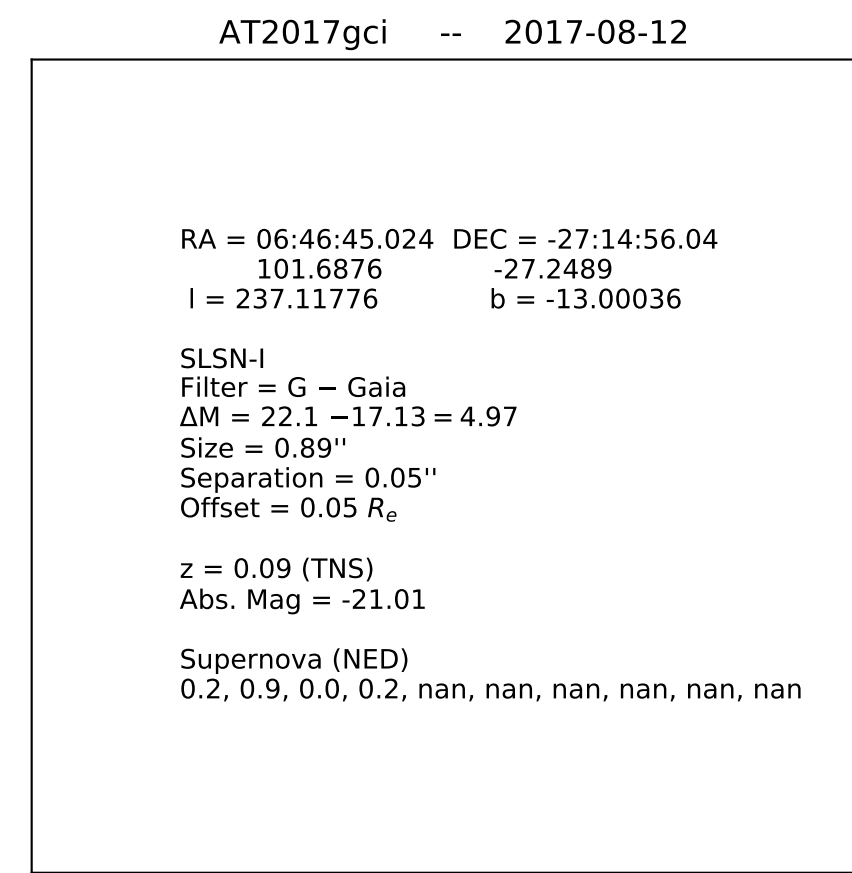 AT2017gci -- 2017-08-12
RA = 06:46:45.024 DEC = -27:14:56.04
101.6876 -27.2489
l = 237.11776 b = -13.00036
SLSN-I
Filter = G − Gaia
ΔM = 22.1 −17.13 = 4.97
Size = 0.89''
Separation = 0.05''
Offset = 0.05 Rₑ
z = 0.09 (TNS)
Abs. Mag = -21.01
Supernova (NED)
0.2, 0.9, 0.0, 0.2, nan, nan, nan, nan, nan, nan